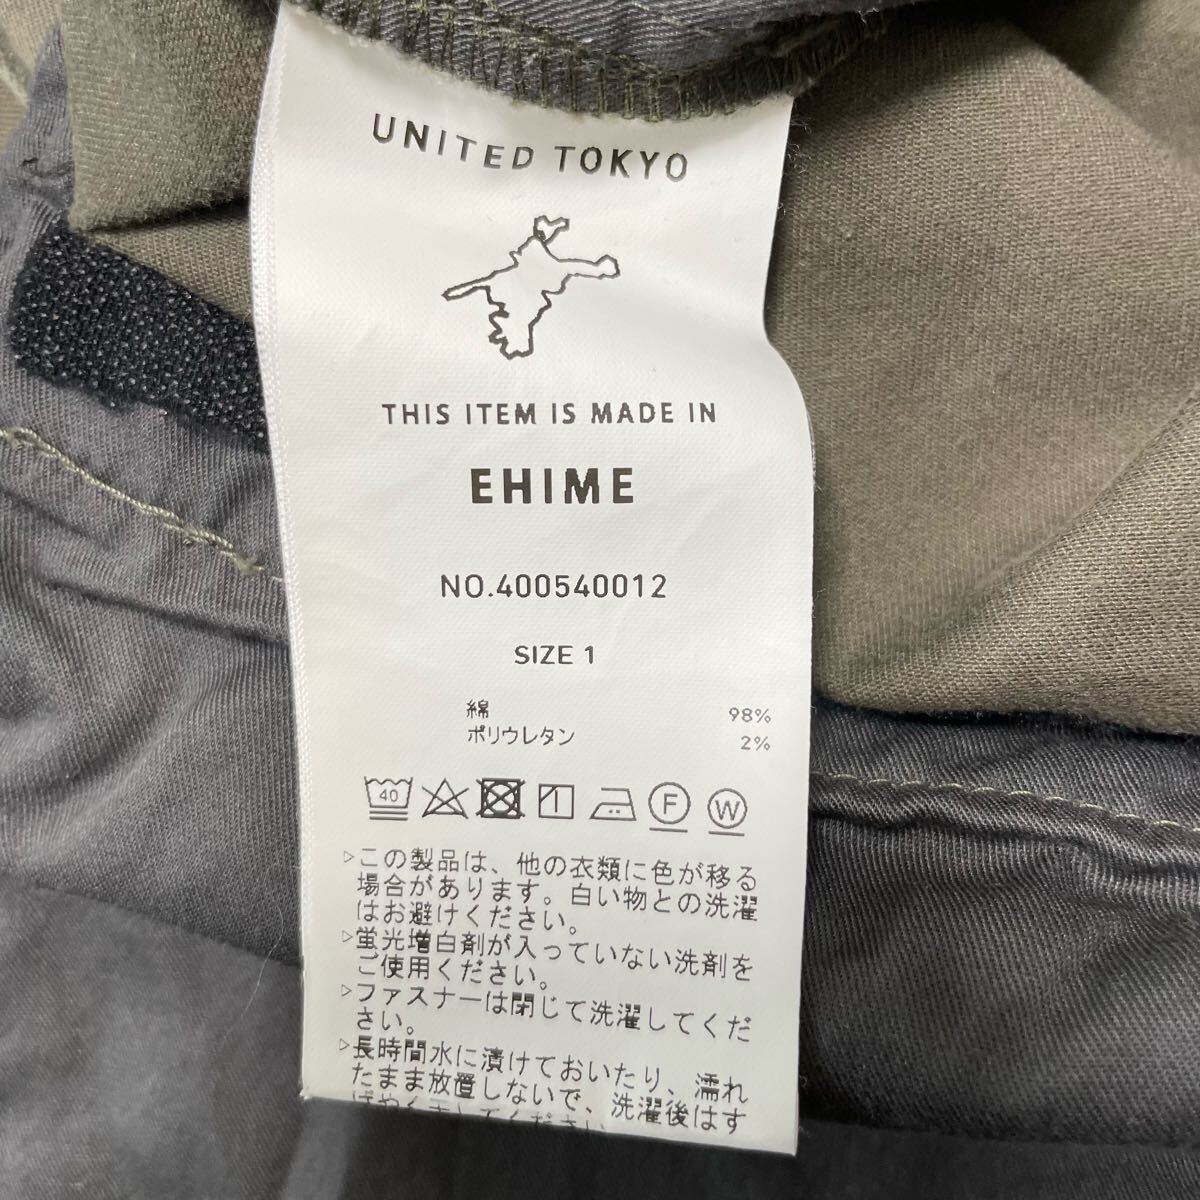 UNITED TOKYO
THIS ITEM IS MADE IN
EHIME
NO.400540012
SIZE 1
綿 98%
ポリウレタン 2%
40 F W
▷この製品は、他の衣類に色が移る
場合があります。白い物との洗濯
はお避けください。
▷蛍光増白剤が入っていない洗剤を
ご使用ください。
▷ファスナーは閉じて洗濯してくだ
さい。
▷長時間水に漬けておいたり、濡れ
たまま放置しないで、洗濯後はす